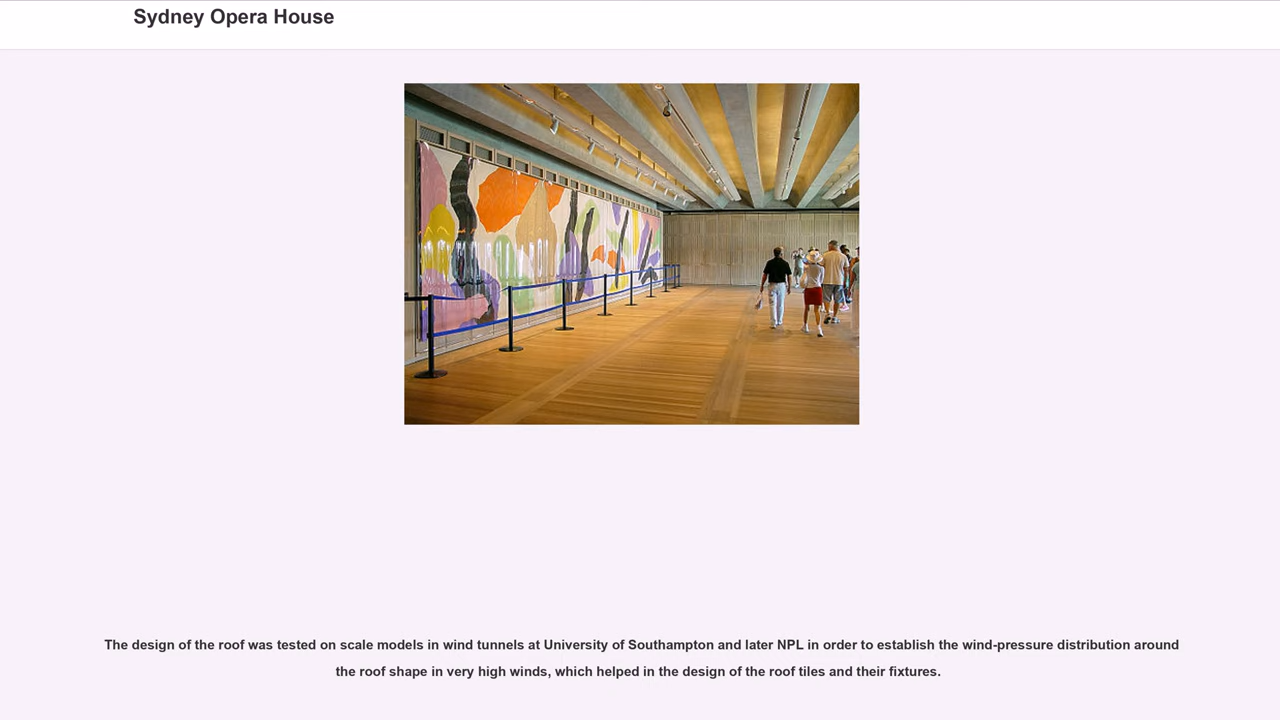 Sydney Opera House
The design of the roof was tested on scale models in wind tunnels at University of Southampton and later NPL in order to establish the wind-pressure distribution around
the roof shape in very high winds, which helped in the design of the roof tiles and their fixtures.